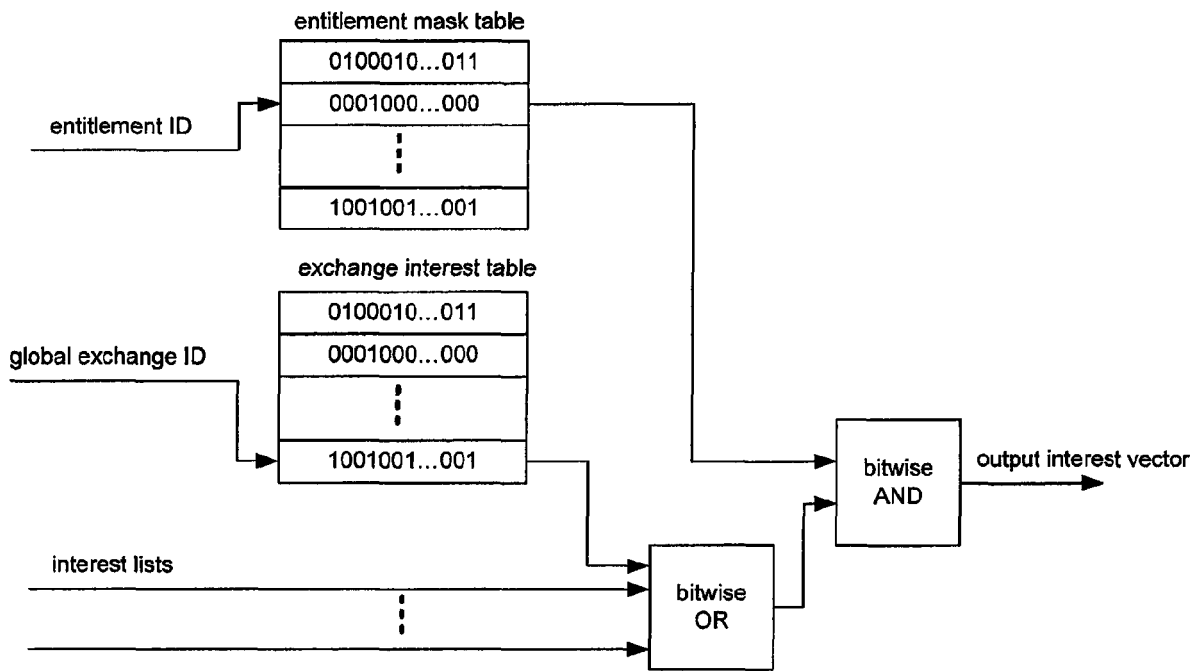 entitlement mask table
0100010...011
0001000...000
entitlement ID
1001001...001
exchange interest table
0100010...011
0001000...000
global exchange ID
1001001...001
bitwise
AND
output interest vector
interest lists
bitwise
OR